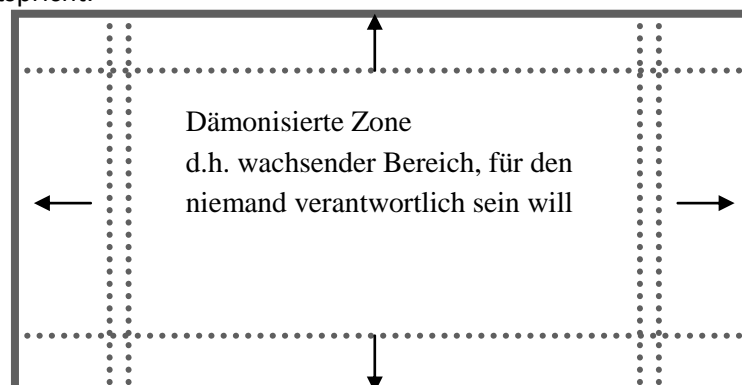 Dämonisierte Zone
d.h. wachsender Bereich, für den
niemand verantwortlich sein will